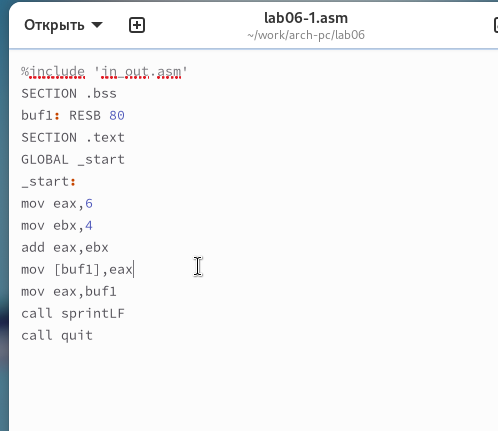 Открыть
lab06-1.asm
~/work/arch-pc/lab06
%include 'in_out.asm'
SECTION .bss
buf1: RESB 80
SECTION .text
GLOBAL _start
_start:
mov eax,6
mov ebx,4
add eax,ebx
mov [buf1],eax
mov eax,buf1
call sprintLF
call quit